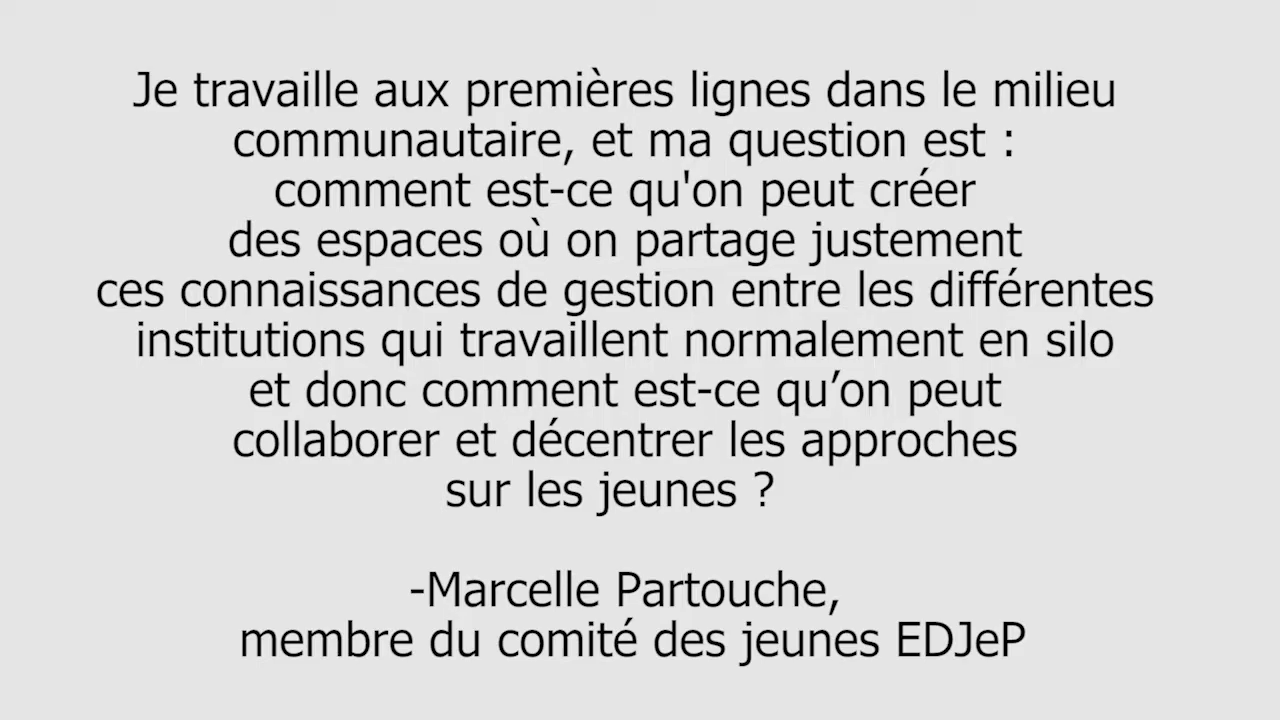 Je travaille aux premières lignes dans le milieu
communautaire, et ma question est :
comment est-ce qu'on peut créer
des espaces où on partage justement
ces connaissances de gestion entre les différentes
institutions qui travaillent normalement en silo
et donc comment est-ce qu’on peut
collaborer et décentrer les approches
sur les jeunes ?
-Marcelle Partouche,
membre du comité des jeunes EDJeP